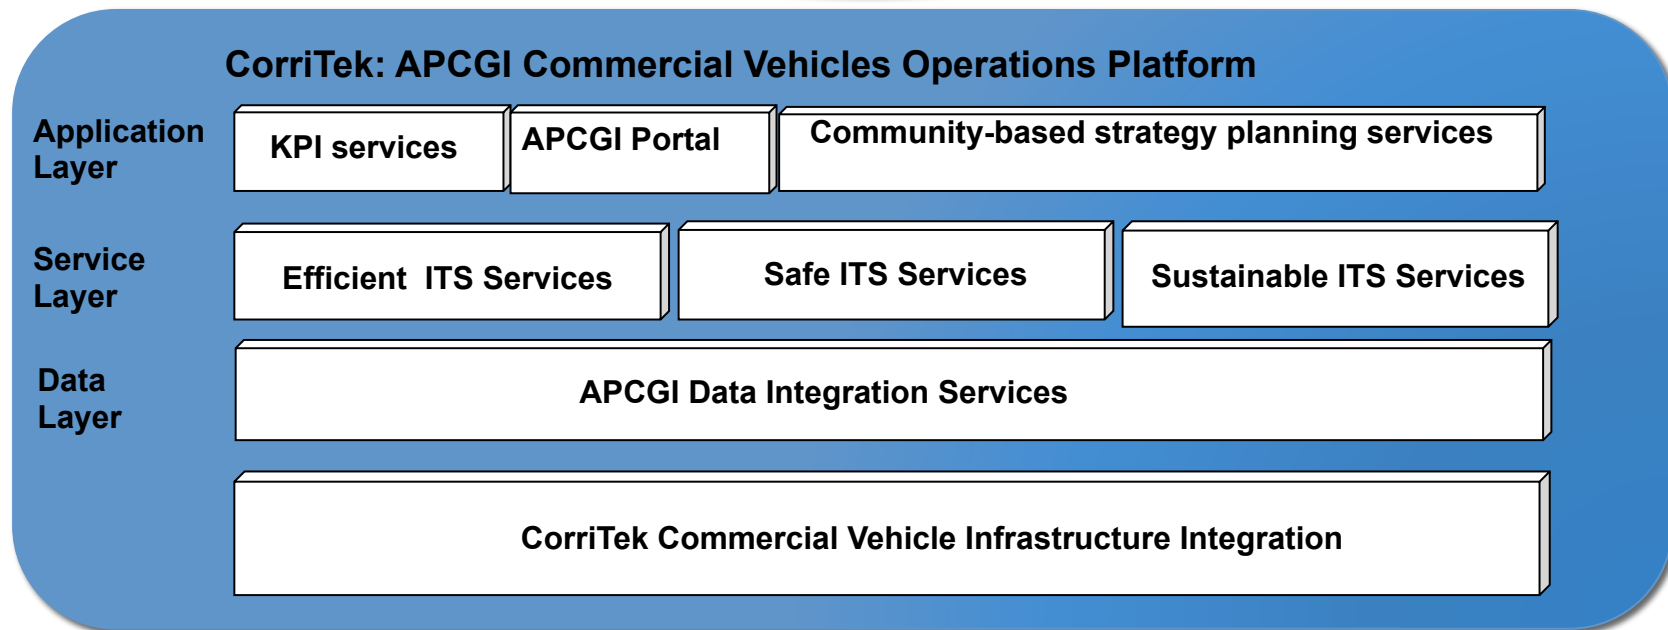 CorriTek: APCGI Commercial Vehicles Operations Platform
Application
Layer
KPI services
APCGI Portal
Community-based strategy planning services
Service
Layer
Efficient  ITS Services
Safe ITS Services
Sustainable ITS Services
Data
Layer
APCGI Data Integration Services
CorriTek Commercial Vehicle Infrastructure Integration